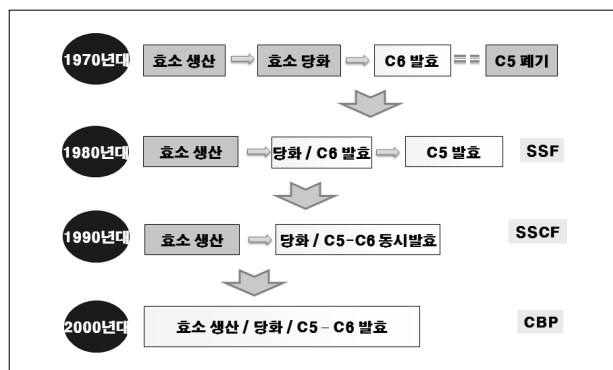 1970년대 효소 생산 효소 당화 C6 발효 C5 폐기
1980년대 효소 생산 당화 / C6 발효 C5 발효 SSF
1990년대 효소 생산 당화 / C5-C6 동시발효 SSCF
2000년대 효소 생산 / 당화 / C5 – C6 발효 CBP